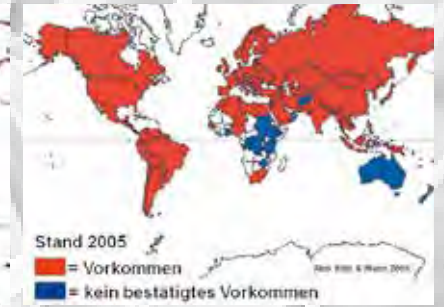 Stand 2005
= Vorkommen
= kein bestätigtes Vorkommen